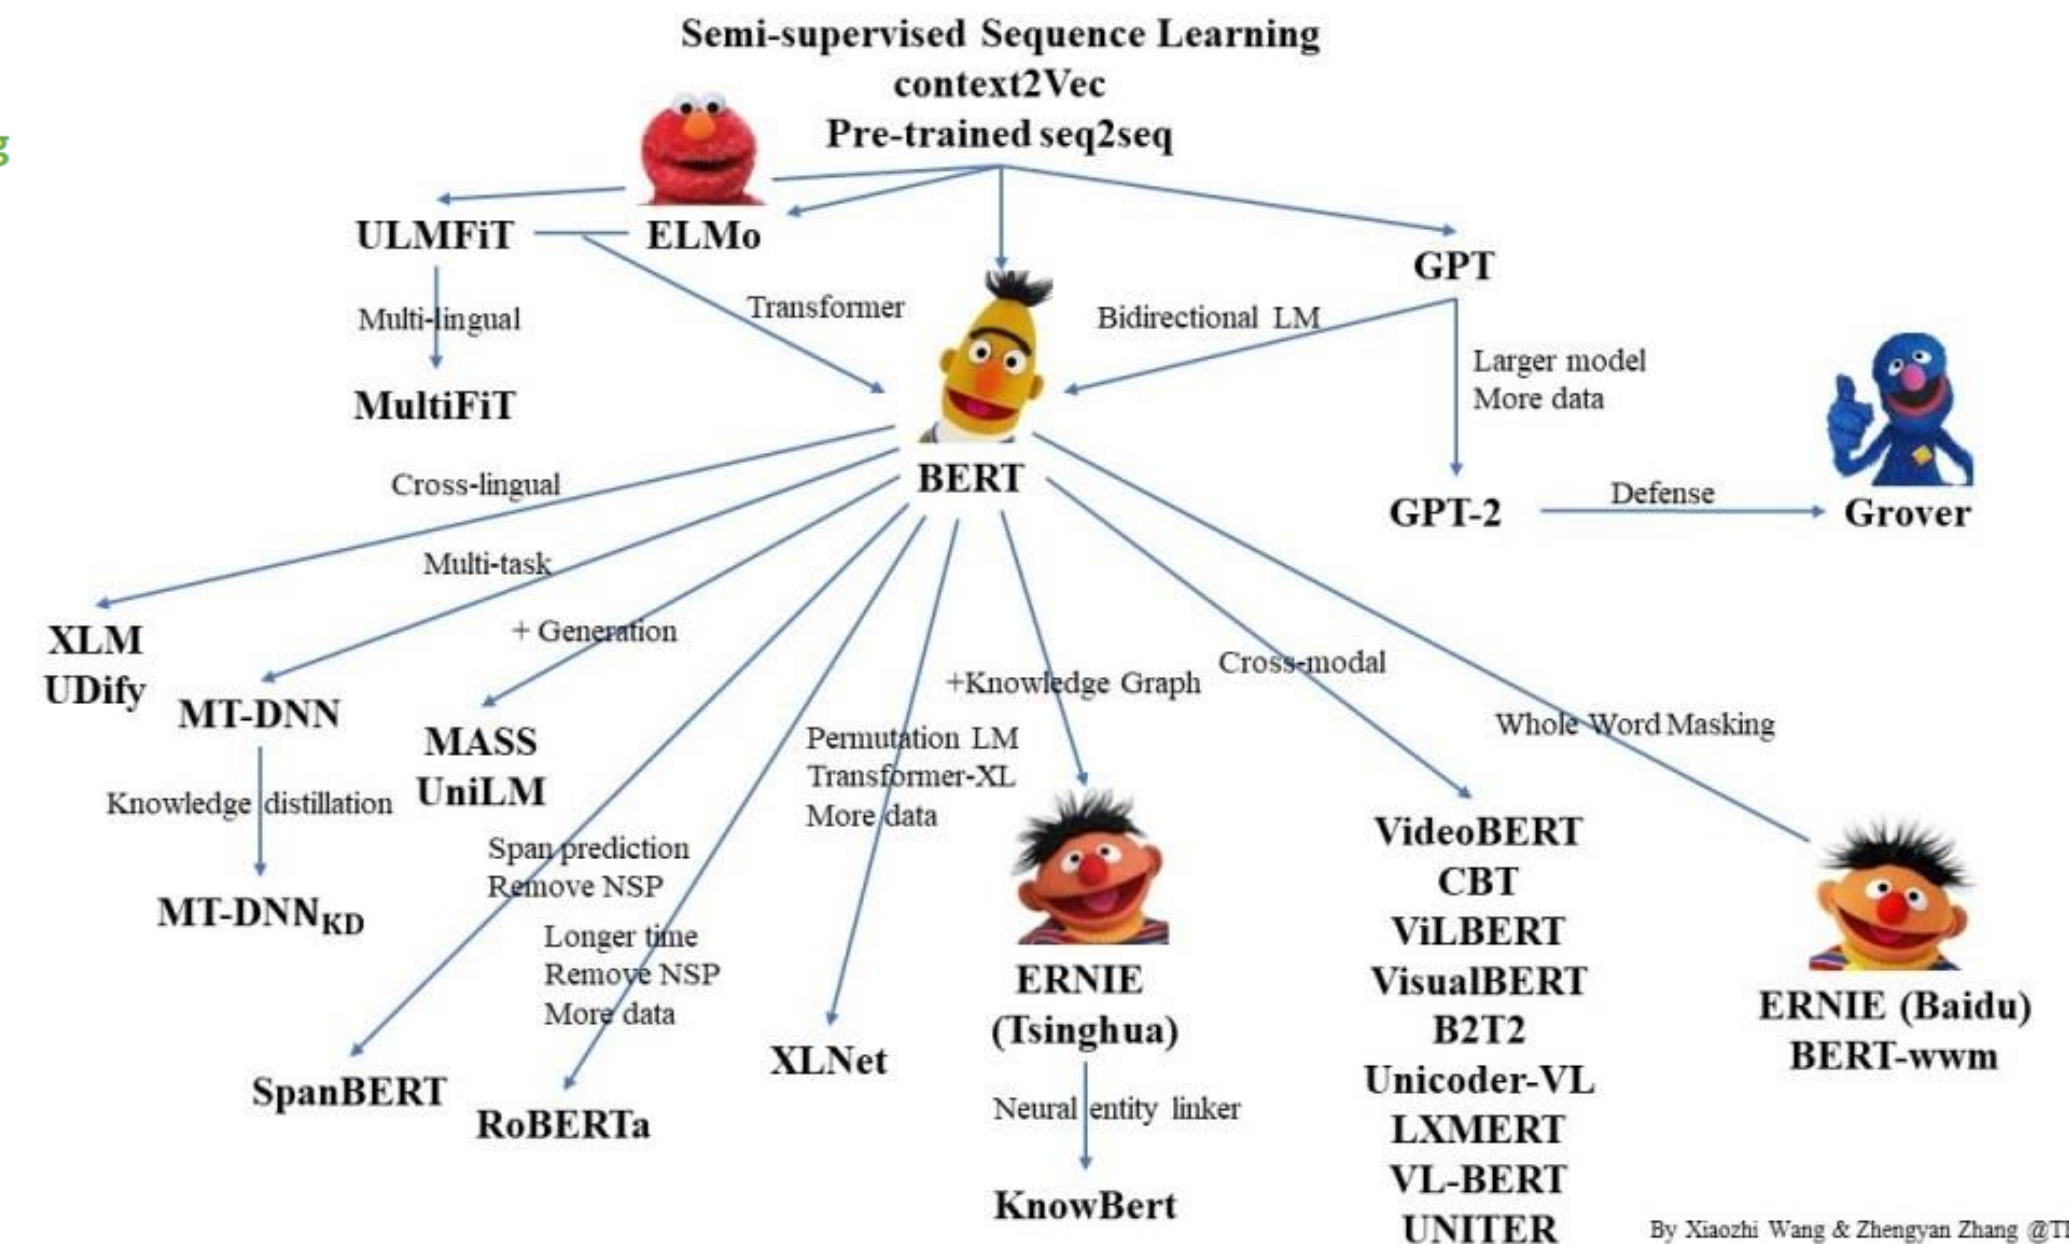 Semi-supervised Sequence Learning
context2Vec
Pre-trained seq2seq
ULMFiT
ELMo
GPT
Multi-lingual
Transformer
Bidirectional LM
Larger model
More data
MultiFiT
BERT
GPT-2
Defense
Grover
Cross-lingual
Multi-task
+ Generation
+Knowledge Graph
Cross-modal
Whole Word Masking
XLM
UDify
MT-DNN
MASS
UniLM
Knowledge distillation
MT-DNNKD
Permutation LM
Transformer-XL
More data
Span prediction
Remove NSP
Longer time
Remove NSP
More data
SpanBERT
RoBERTa
XLNet
ERNIE
(Tsinghua)
Neural entity linker
KnowBert
VideoBERT
CBT
ViLBERT
VisualBERT
B2T2
Unicoder-VL
LXMERT
VL-BERT
UNITER
ERNIE (Baidu)
BERT-wwm
By Xiaozhi Wang & Zhengyan Zhang